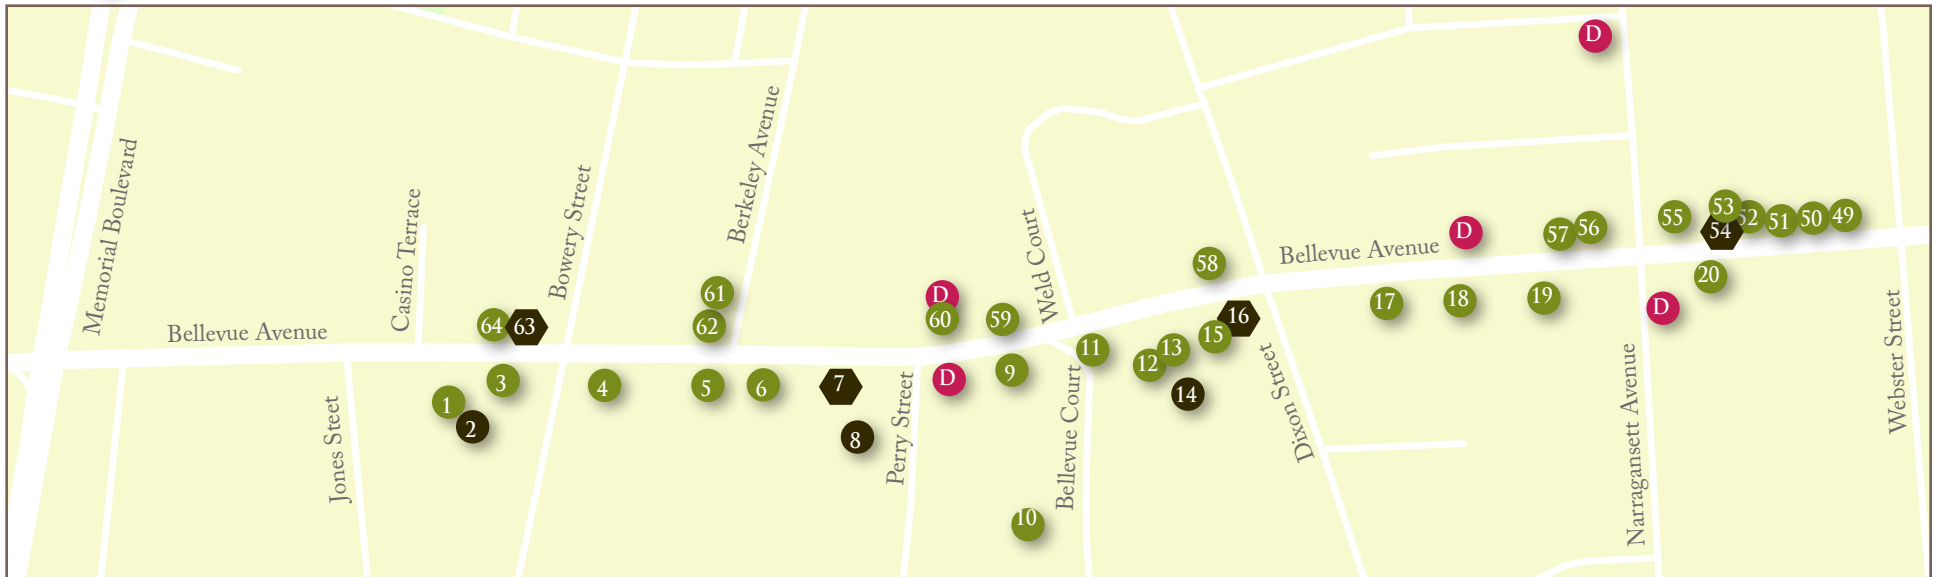 D
Memorial Boulevard
Casino Terrace
Bowery Street
Berkeley Avenue
Weld Court
Bellevue Avenue
D
57
56
55
53
52
51
50
49
54
58
20
61
62
64
63
D
60
59
16
15
17
18
19
D
Bellevue Avenue
11
13
12
14
1
2
3
4
5
6
7
8
D
9
10
Jones Steet
Perry Street
Bellevue Court
Dixon Street
Narragansett Avenue
Webster Street